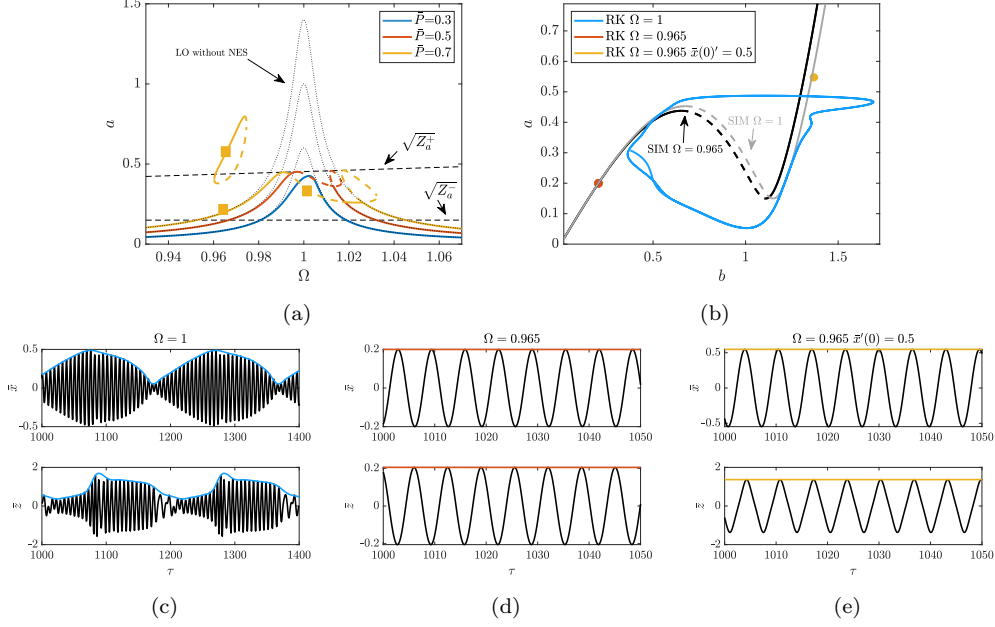 1.5
1
0.5
0
a
0.94 0.96 0.98 1 1.02 1.04 1.06
Ω
P̄=0.3
P̄=0.5
P̄=0.7
LO without NES
√Z_a^+
√Z_a^-
(a)
0.7
0.6
0.5
0.4
0.3
0.2
0.1
0
a
0.5 1 1.5
b
RK Ω = 1
RK Ω = 0.965
RK Ω = 0.965 x̄(0)′ = 0.5
SIM Ω = 1
SIM Ω = 0.965
(b)
Ω = 1
0.5
0
-0.5
x̄
1000 1100 1200 1300 1400
2
0
-2
z̄
1000 1100 1200 1300 1400
τ
(c)
Ω = 0.965
0.2
0
-0.2
x̄
1000 1010 1020 1030 1040 1050
0.2
0
-0.2
z̄
1000 1010 1020 1030 1040 1050
τ
(d)
Ω = 0.965 x̄′(0) = 0.5
0.5
0
-0.5
x̄
1000 1010 1020 1030 1040 1050
2
0
-2
z̄
1000 1010 1020 1030 1040 1050
τ
(e)